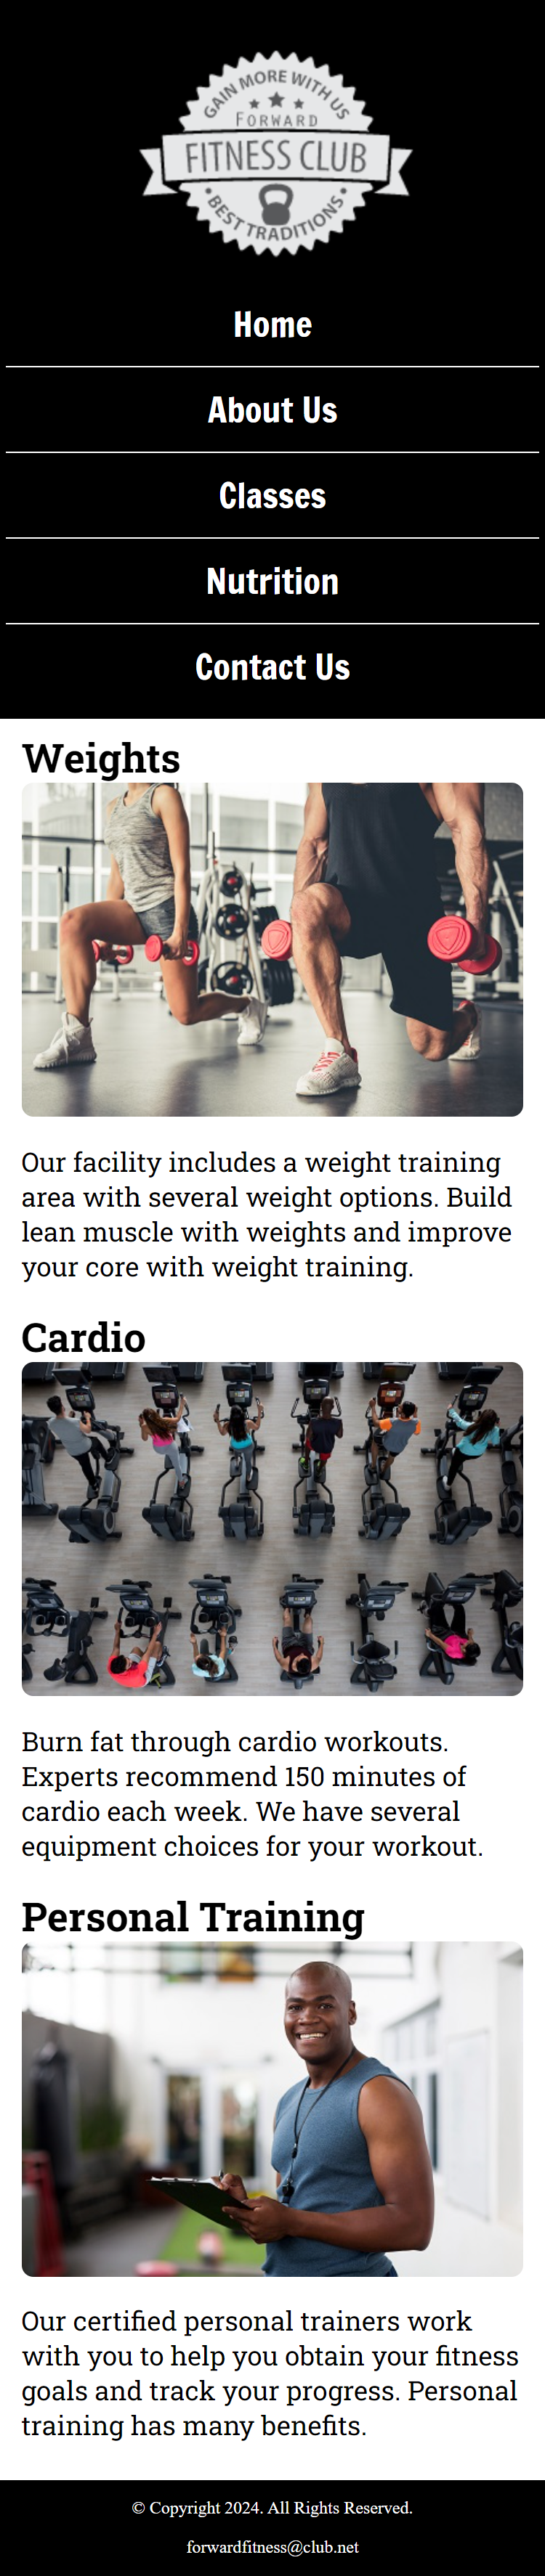 GAIN MORE WITH US
FORWARD
FITNESS CLUB
BEST TRADITIONS
Home
About Us
Classes
Nutrition
Contact Us
Weights
Our facility includes a weight training
area with several weight options. Build
lean muscle with weights and improve
your core with weight training.
Cardio
Burn fat through cardio workouts.
Experts recommend 150 minutes of
cardio each week. We have several
equipment choices for your workout.
Personal Training
Our certified personal trainers work
with you to help you obtain your fitness
goals and track your progress. Personal
training has many benefits.
© Copyright 2024. All Rights Reserved.
forwardfitness@club.net